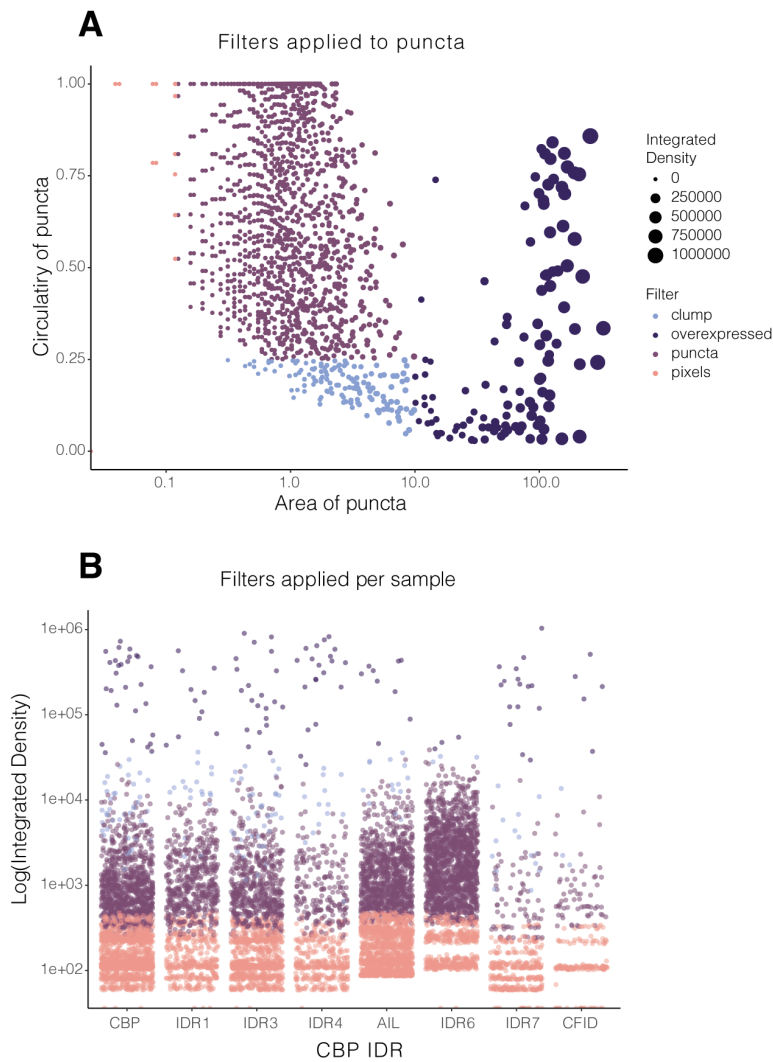 A
Filters applied to puncta
Circulatiry of puncta
1.00
0.75
0.50
0.25
0.00
0.1
1.0
10.0
100.0
Area of puncta
Integrated
Density
0
250000
500000
750000
1000000
Filter
clump
overexpressed
puncta
pixels
B
Filters applied per sample
Log(Integrated Density)
1e+06
1e+05
1e+04
1e+03
1e+02
CBP
IDR1
IDR3
IDR4
AIL
IDR6
IDR7
CFID
CBP IDR